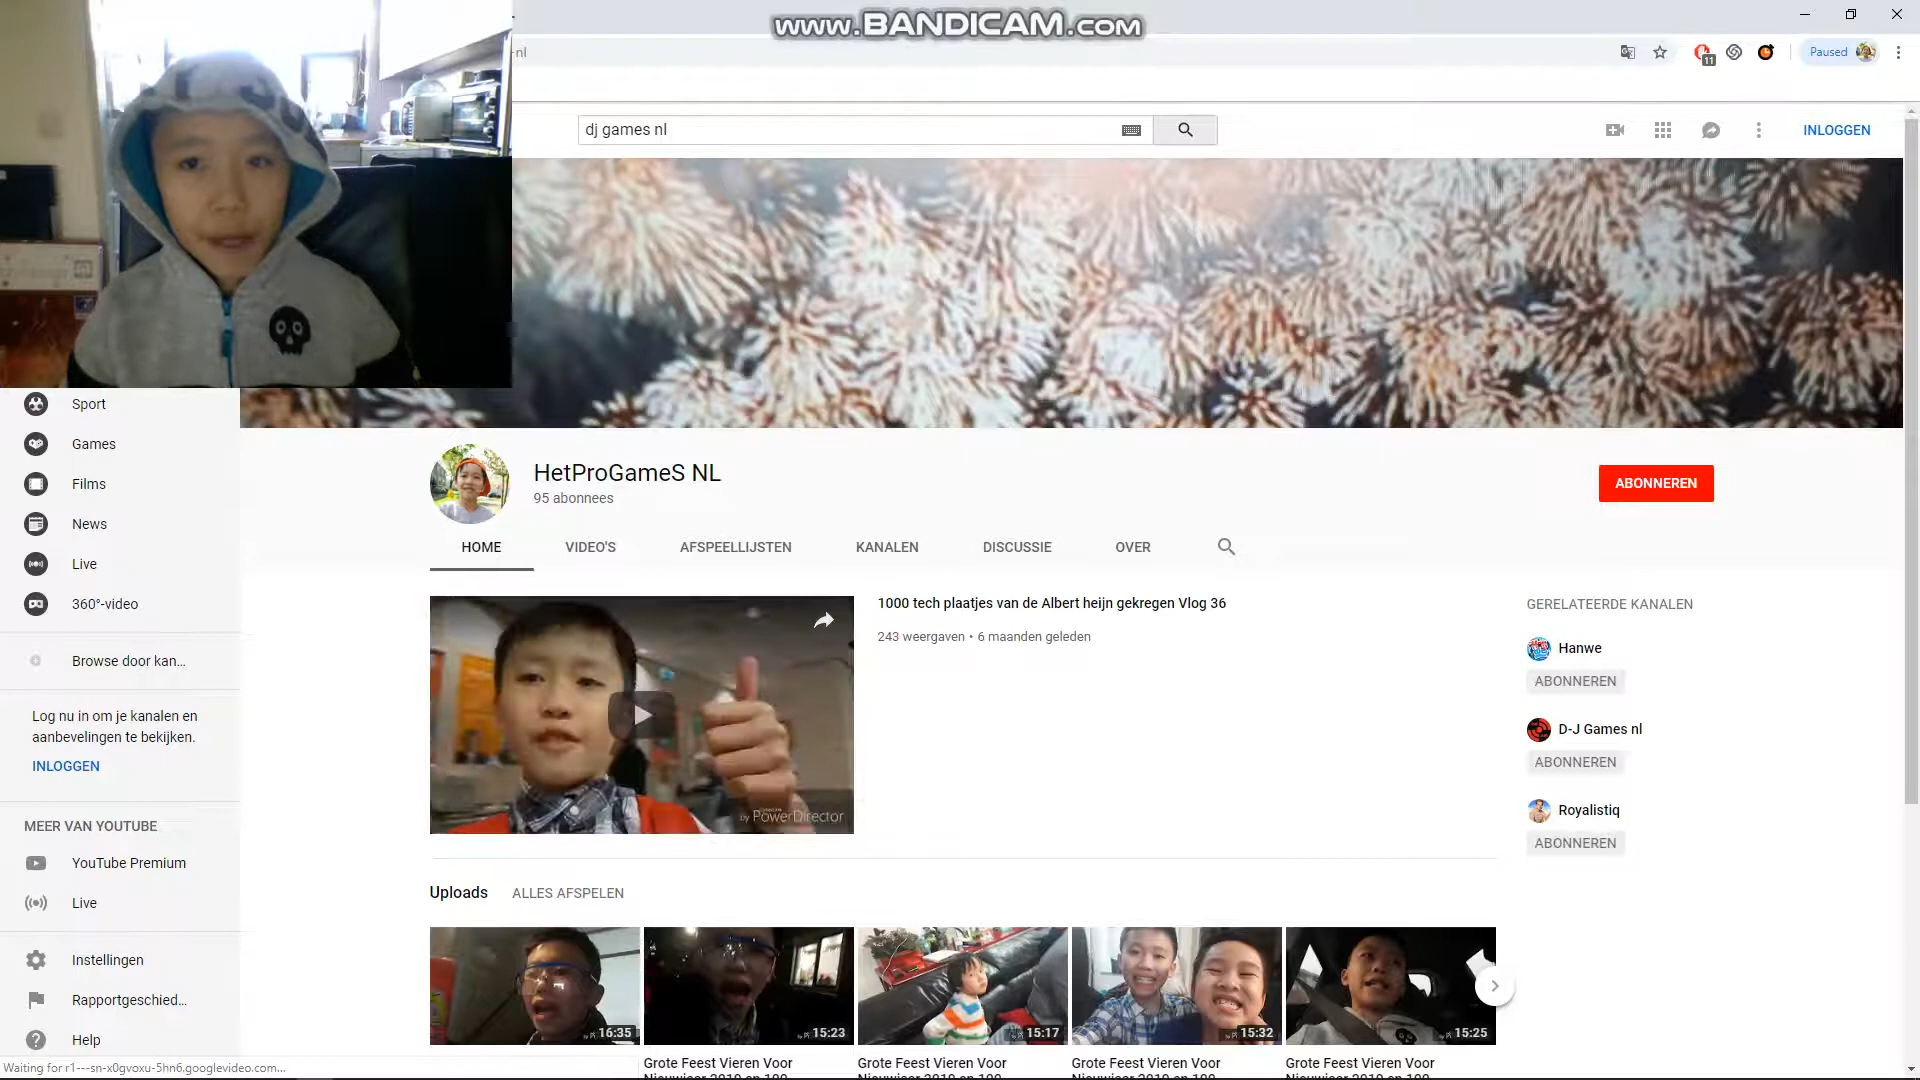 www.BANDICAM.com
-nl
11
Paused
dj games nl
INLOGGEN
Sport
Games
Films
News
Live
360°-video
Browse door kan...
Log nu in om je kanalen en
aanbevelingen te bekijken.
INLOGGEN
MEER VAN YOUTUBE
YouTube Premium
Live
Instellingen
Rapportgeschied...
Help
HetProGameS NL
95 abonnees
ABONNEREN
HOME
VIDEO'S
AFSPEELLIJSTEN
KANALEN
DISCUSSIE
OVER
by PowerDirector
1000 tech plaatjes van de Albert heijn gekregen Vlog 36
243 weergaven • 6 maanden geleden
GERELATEERDE KANALEN
Hanwe
ABONNEREN
D-J Games nl
ABONNEREN
Royalistiq
ABONNEREN
Uploads
ALLES AFSPELEN
16:35
15:23
15:17
15:32
15:25
Grote Feest Vieren Voor
Grote Feest Vieren Voor
Grote Feest Vieren Voor
Grote Feest Vieren Voor
Waiting for r1---sn-x0gvoxu-5hn6.googlevideo.com...